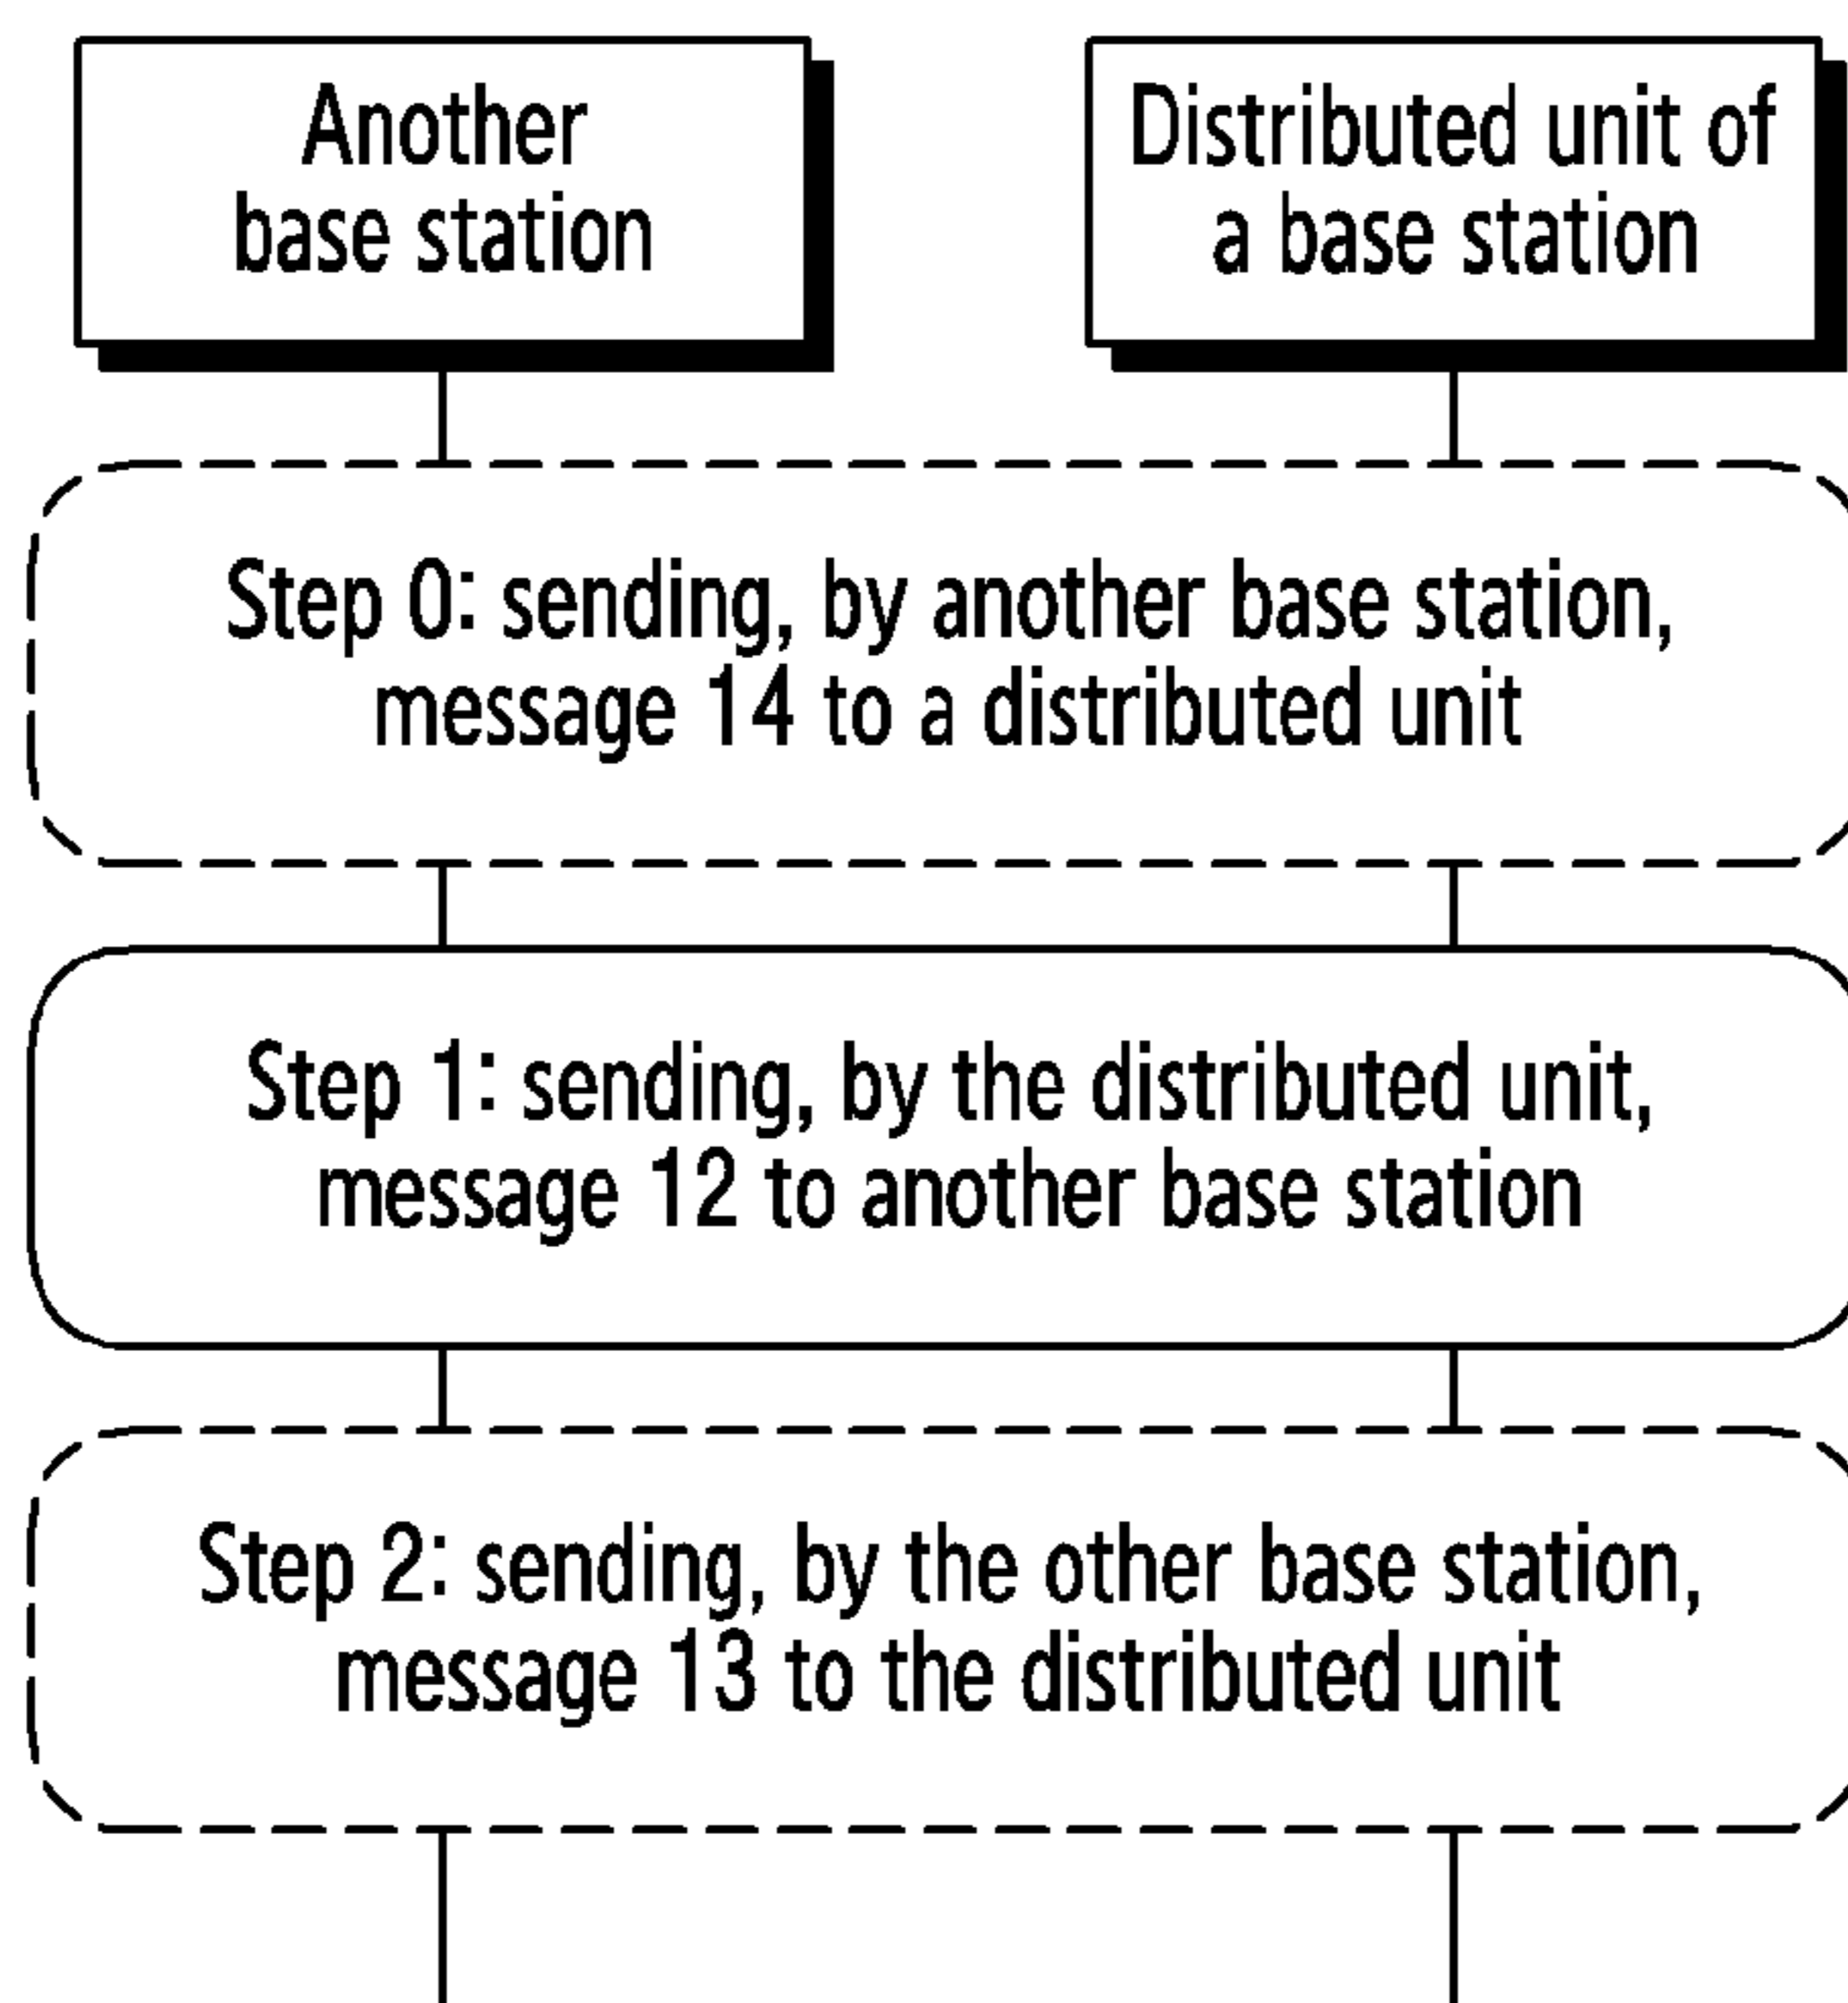 Another
base station
Distributed unit of
a base station
Step 0: sending, by another base station,
message 14 to a distributed unit
Step 1: sending, by the distributed unit,
message 12 to another base station
Step 2: sending, by the other base station,
message 13 to the distributed unit